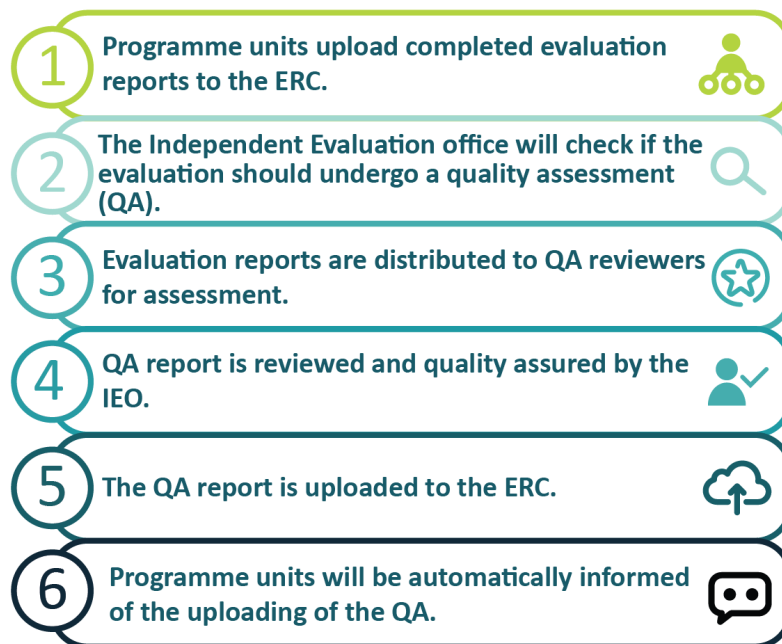 1
Programme units upload completed evaluation
reports to the ERC.
2
The Independent Evaluation office will check if the
evaluation should undergo a quality assessment
(QA).
3
Evaluation reports are distributed to QA reviewers
for assessment.
4
QA report is reviewed and quality assured by the
IEO.
5
The QA report is uploaded to the ERC.
6
Programme units will be automatically informed
of the uploading of the QA.